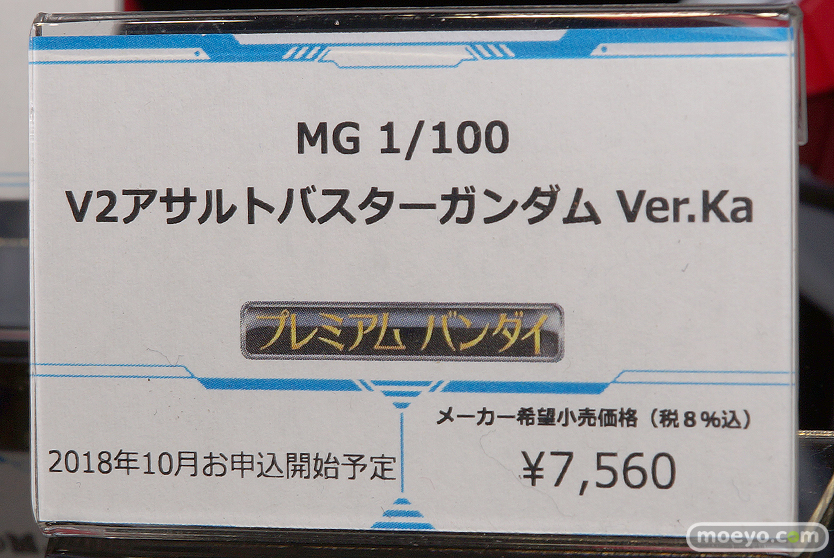 MG 1/100
V2アサルトバスターガンダム Ver.Ka
プレミアム バンダイ
メーカー希望小売価格（税８％込）
2018年10月お申込開始予定
¥7,560
moeyo.com